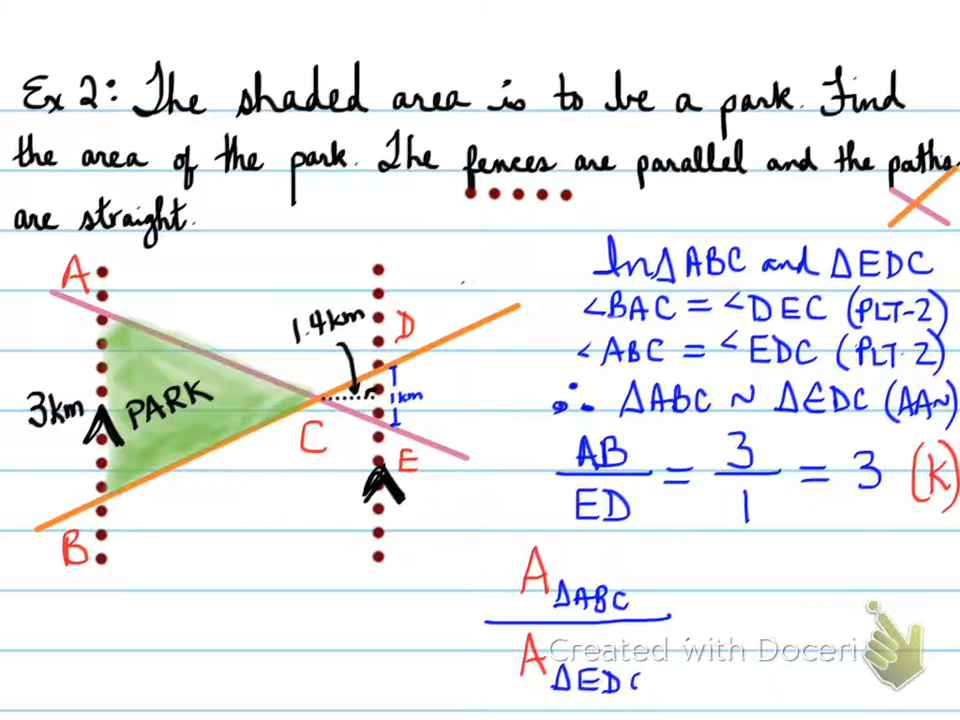 Ex 2: The shaded area is to be a park. Find
the area of the park. The fences are parallel and the paths
are straight.
A
1.4km
D
3km
PARK
1km
C
E
B
In ΔABC and ΔEDC
∠BAC = ∠DEC (PLT-2)
∠ABC = ∠EDC (PLT-2)
∴ ΔABC ~ ΔEDC (AA~)
AB/ED = 3/1 = 3 (K)
A ΔABC
A ΔEDC
Created with Doceri